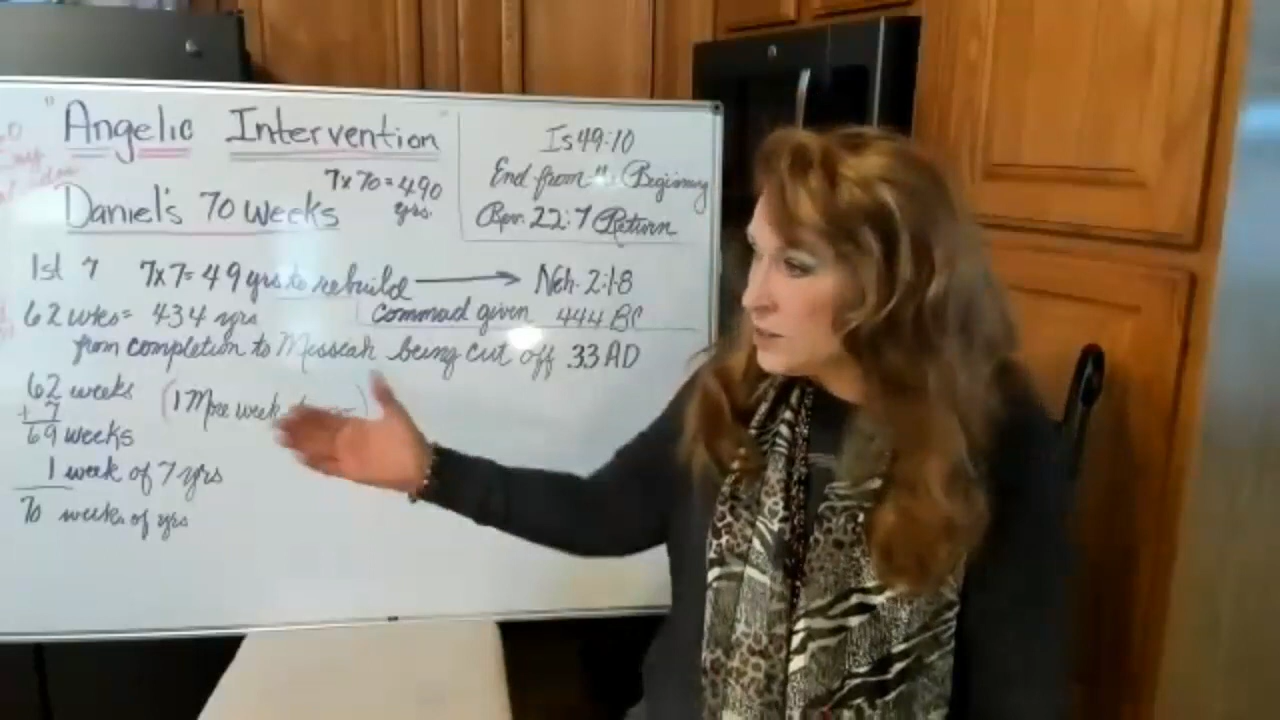 "Angelic Intervention"
7x70=490
yrs.
Daniel's 70 Weeks
Is 49:10
End from the Beginning
Rev. 22:7 Return
1st 7 7x7=49 yrs to rebuild → Neh. 2:1-8
62 wks= 434 yrs Commad given 444 BC
from completion to Messeah being cut off 33 AD
62 weeks (1 More week
+ 7
69 weeks
1 week of 7 yrs
70 weeks of yrs